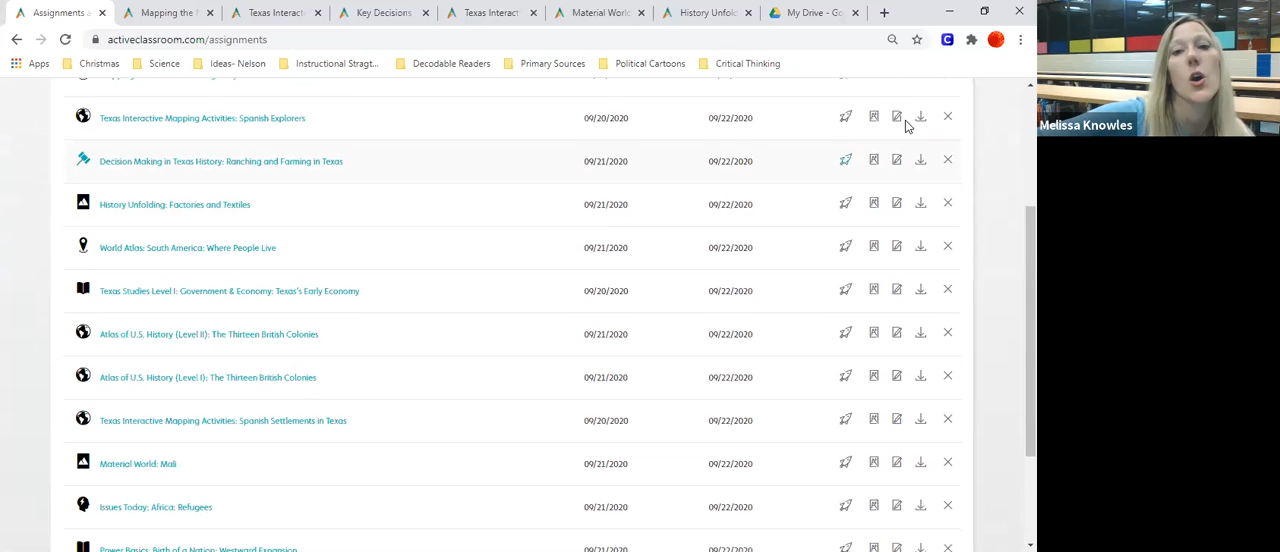 Assignments a
Mapping the
Texas Interact
Key Decisions
Texas Interact
Material Worl
History Unfol
My Drive - Go
activeclassroom.com/assignments
Apps
Christmas
Science
Ideas- Nelson
Instructional Strate...
Double Reads
Primary Sources
Political Cartoons
Critical Thinking
Melissa Knowles
Texas Interactive Mapping Activities: Spanish Explorers 09/20/2020 09/22/2020
Decision Making in Texas History: Ranching and Farming in Texas 09/21/2020 09/22/2020
History Unfolding: Factories and Textiles 09/21/2020 09/22/2020
World Atlas: South America: Where People Live 09/21/2020 09/22/2020
Texas Studies Level I: Government & Economy: Texas's Early Economy 09/20/2020 09/22/2020
Atlas of U.S. History (Level II): The Thirteen British Colonies 09/21/2020 09/22/2020
Atlas of U.S. History (Level I): The Thirteen British Colonies 09/21/2020 09/22/2020
Texas Interactive Mapping Activities: Spanish Settlements in Texas 09/20/2020 09/22/2020
Material World: Mali 09/21/2020 09/22/2020
Issues Today: Africa: Refugees 09/21/2020 09/22/2020
Power Basics: Birth of a Nation: Westward Expansion 09/21/2020 09/22/2020